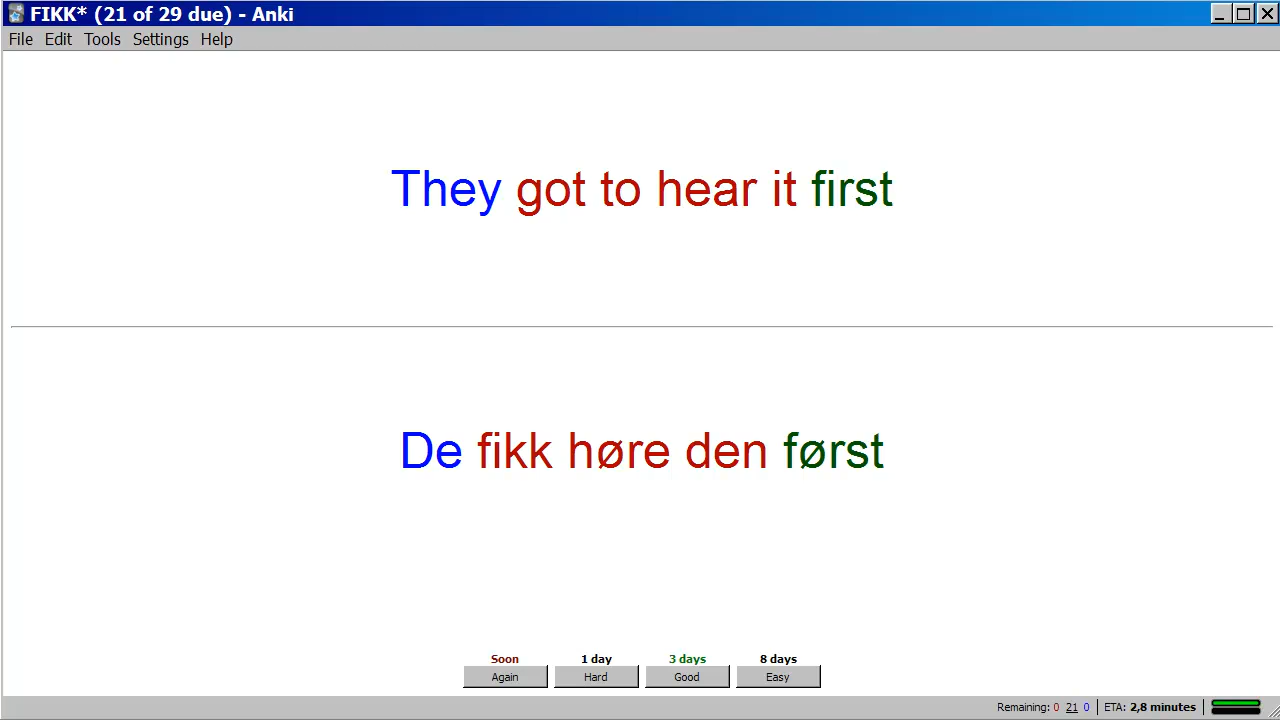 FIKK* (21 of 29 due) - Anki
File Edit Tools Settings Help
They got to hear it first
De fikk høre den først
Soon 1 day 3 days 8 days
Again Hard Good Easy
Remaining: 0 21 0 ETA: 2,8 minutes